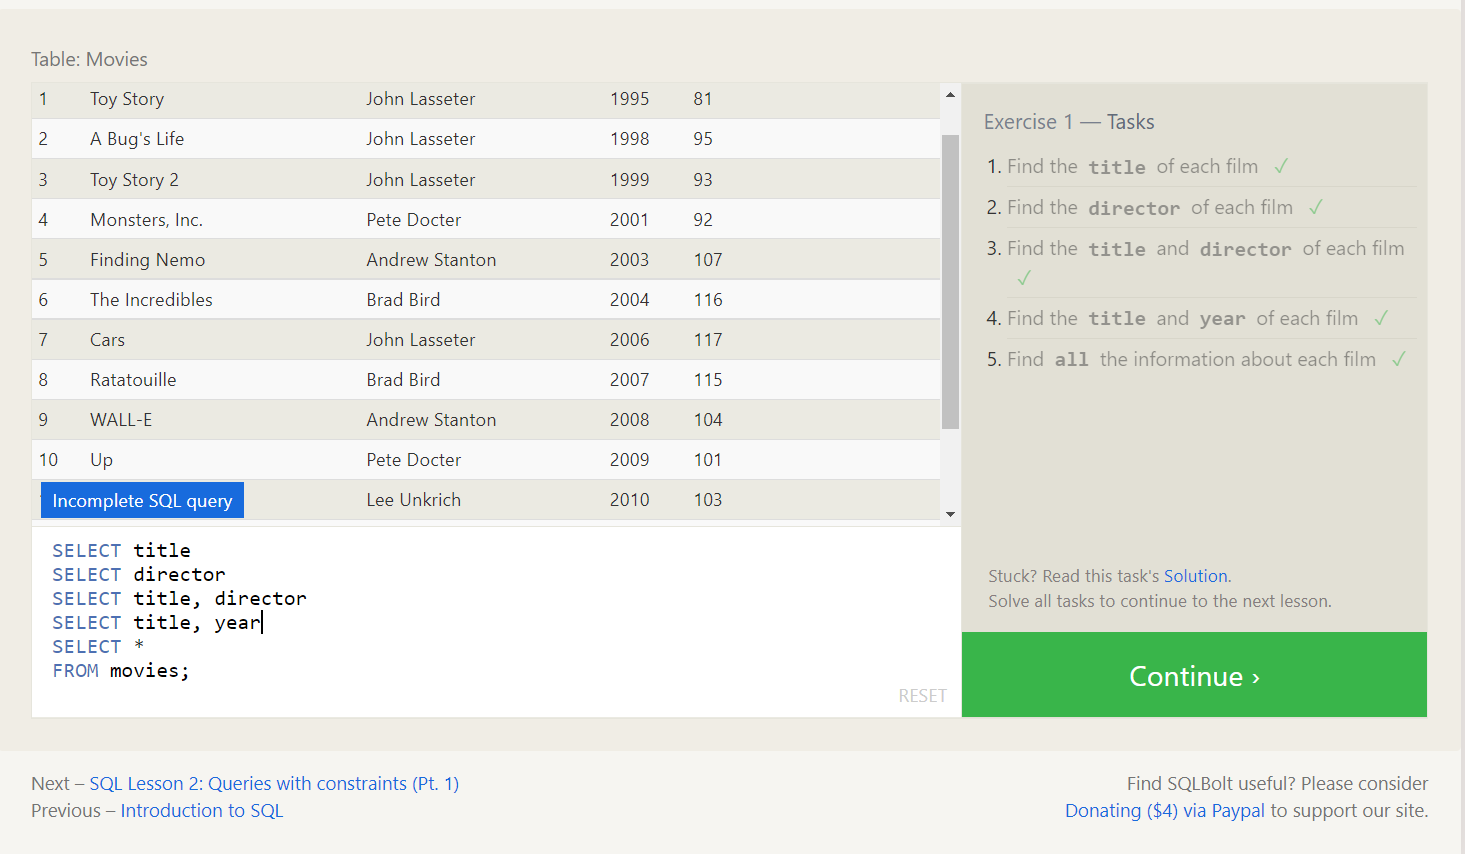 Table: Movies
1 Toy Story John Lasseter 1995 81
2 A Bug's Life John Lasseter 1998 95
3 Toy Story 2 John Lasseter 1999 93
4 Monsters, Inc. Pete Docter 2001 92
5 Finding Nemo Andrew Stanton 2003 107
6 The Incredibles Brad Bird 2004 116
7 Cars John Lasseter 2006 117
8 Ratatouille Brad Bird 2007 115
9 WALL-E Andrew Stanton 2008 104
10 Up Pete Docter 2009 101
Lee Unkrich 2010 103
Incomplete SQL query
SELECT title
SELECT director
SELECT title, director
SELECT title, year
SELECT *
FROM movies;
RESET
Exercise 1 — Tasks
1. Find the title of each film ✓
2. Find the director of each film ✓
3. Find the title and director of each film
✓
4. Find the title and year of each film ✓
5. Find all the information about each film ✓
Stuck? Read this task's Solution.
Solve all tasks to continue to the next lesson.
Continue ›
Next – SQL Lesson 2: Queries with constraints (Pt. 1)
Previous – Introduction to SQL
Find SQLBolt useful? Please consider
Donating ($4) via Paypal to support our site.